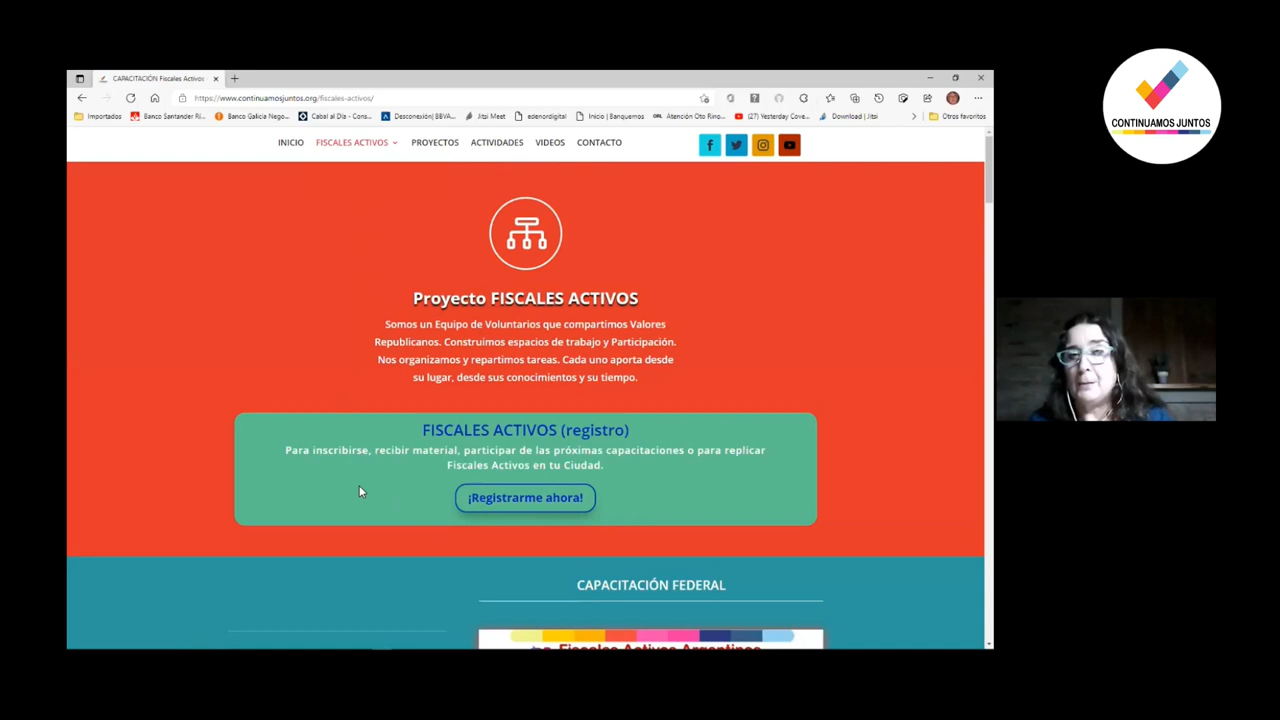 CAPACITACIÓN Fiscales Activos
https://www.continuamosjuntos.org/fiscales-activos/
Importados
Banco Santander Rí...
Banco Galicia Nego...
Cabal al Día - Cons...
Desconexión| BBVA...
Jitsi Meet
edenordigital
Inicio | Banquemos
Atención Oto Rino...
(27) Yesterday Cove...
Download | Jitsi
Otros favoritos
INICIO
FISCALES ACTIVOS
PROYECTOS
ACTIVIDADES
VIDEOS
CONTACTO
CONTINUAMOS JUNTOS
Proyecto FISCALES ACTIVOS
Somos un Equipo de Voluntarios que compartimos Valores
Republicanos. Construimos espacios de trabajo y Participación.
Nos organizamos y repartimos tareas. Cada uno aporta desde
su lugar, desde sus conocimientos y su tiempo.
FISCALES ACTIVOS (registro)
Para inscribirse, recibir material, participar de las próximas capacitaciones o para replicar
Fiscales Activos en tu Ciudad.
¡Registrarme ahora!
CAPACITACIÓN FEDERAL
Fiscales Activos Argentinos